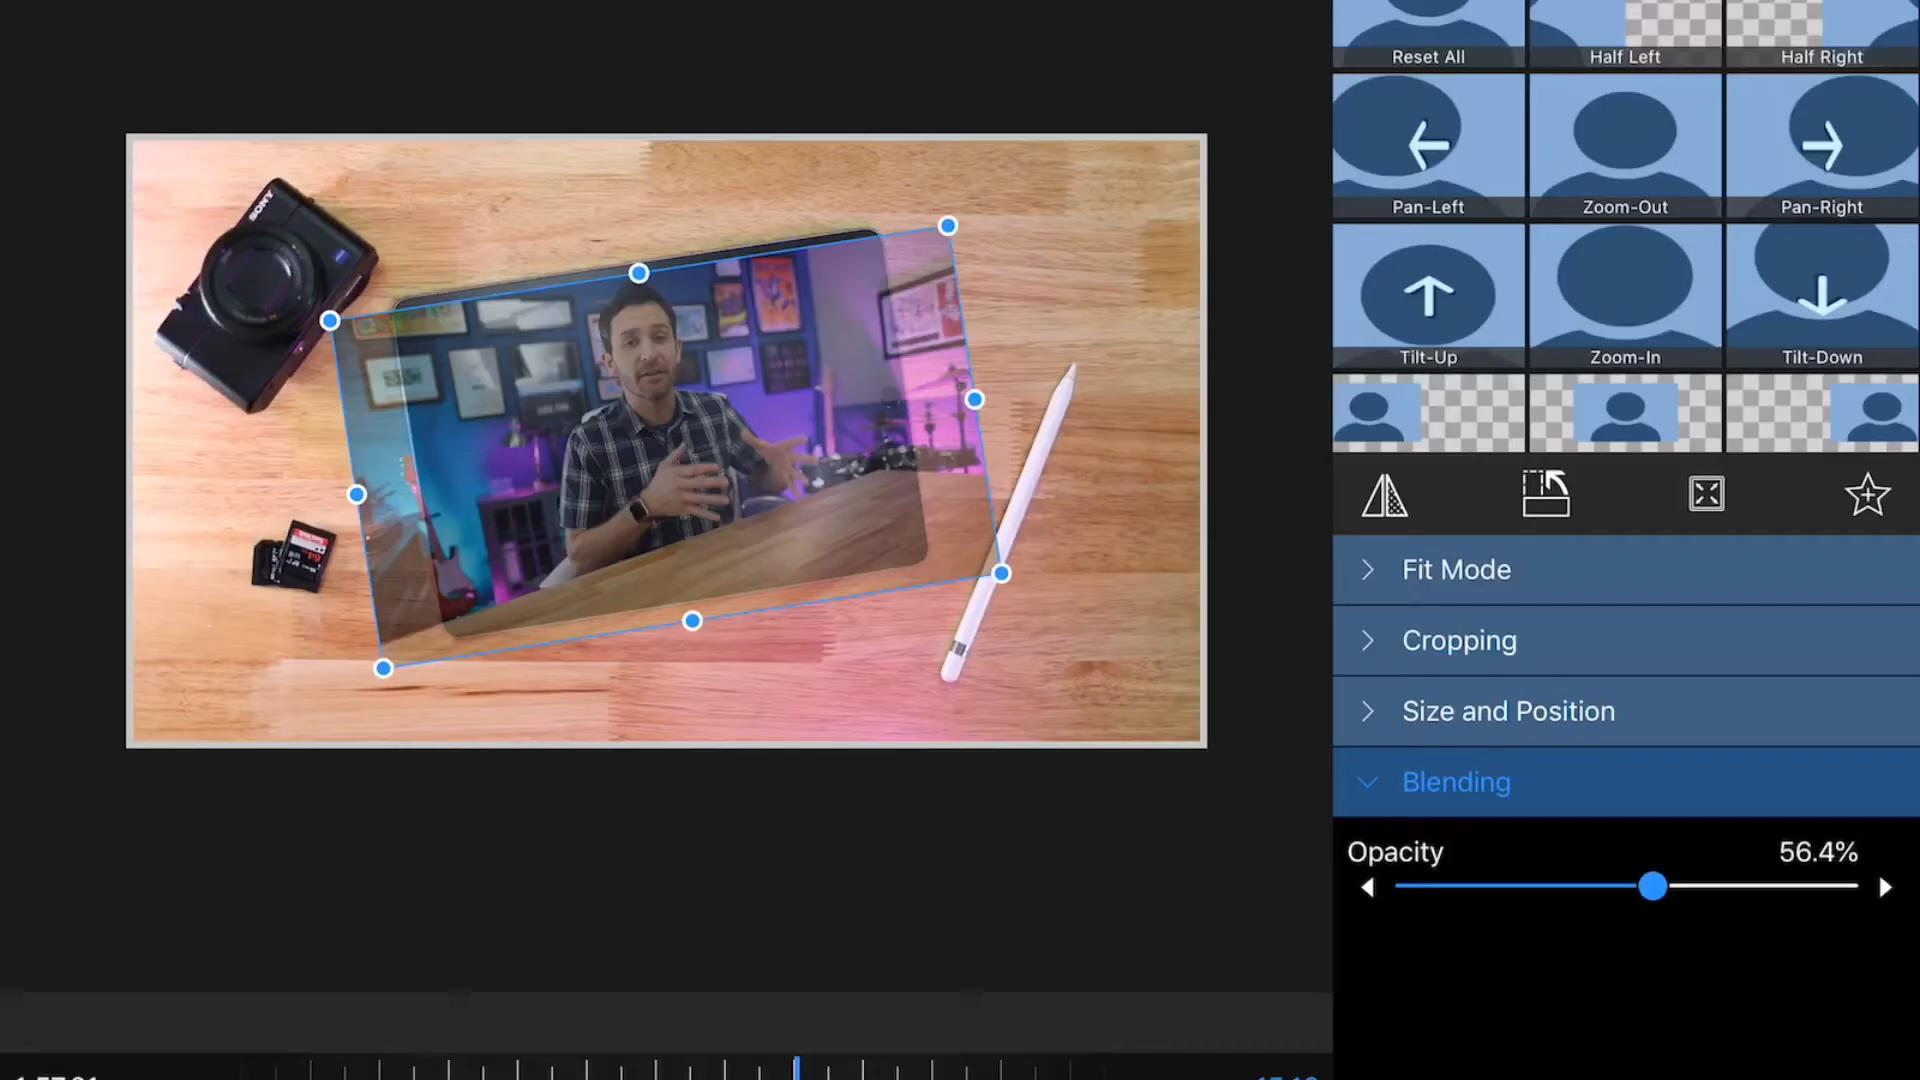 Reset All
Half Left
Half Right
Pan-Left
Zoom-Out
Pan-Right
Tilt-Up
Zoom-In
Tilt-Down
SONY
Fit Mode
Cropping
Size and Position
Blending
Opacity
56.4%